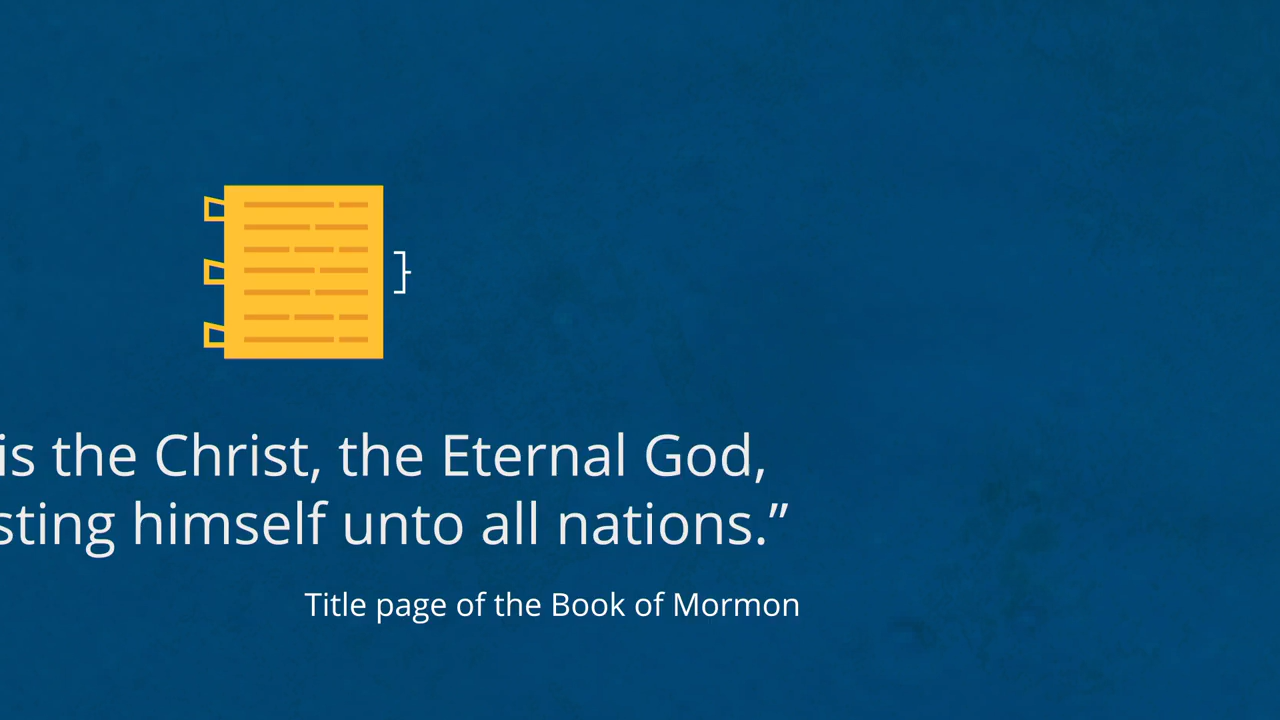 is the Christ, the Eternal God,
sting himself unto all nations.”
Title page of the Book of Mormon